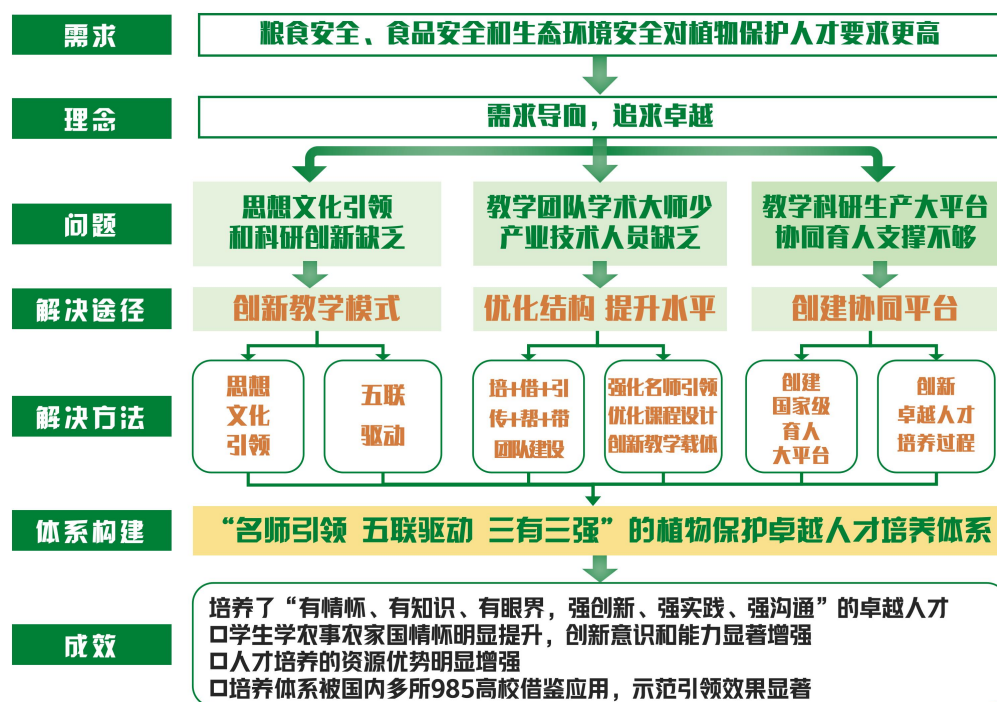 需求
粮食安全、食品安全和生态环境安全对植物保护人才要求更高
理念
需求导向，追求卓越
问题
思想文化引领
和科研创新缺乏
教学团队学术大师少
产业技术人员缺乏
教学科研生产大平台
协同育人支撑不够
解决途径
创新教学模式
优化结构 提升水平
创建协同平台
解决方法
思想
文化
引领
五联
驱动
培+借+引
传+帮+带
团队建设
强化名师引领
优化课程设计
创新教学载体
创建
国家级
育人
大平台
创新
卓越人才
培养过程
体系构建
“名师引领 五联驱动 三有三强”的植物保护卓越人才培养体系
成效
培养了“有情怀、有知识、有眼界，强创新、强实践、强沟通”的卓越人才
□学生学农事农家国情怀明显提升，创新意识和能力显著增强
□人才培养的资源优势明显增强
□培养体系被国内多所985高校借鉴应用，示范引领效果显著